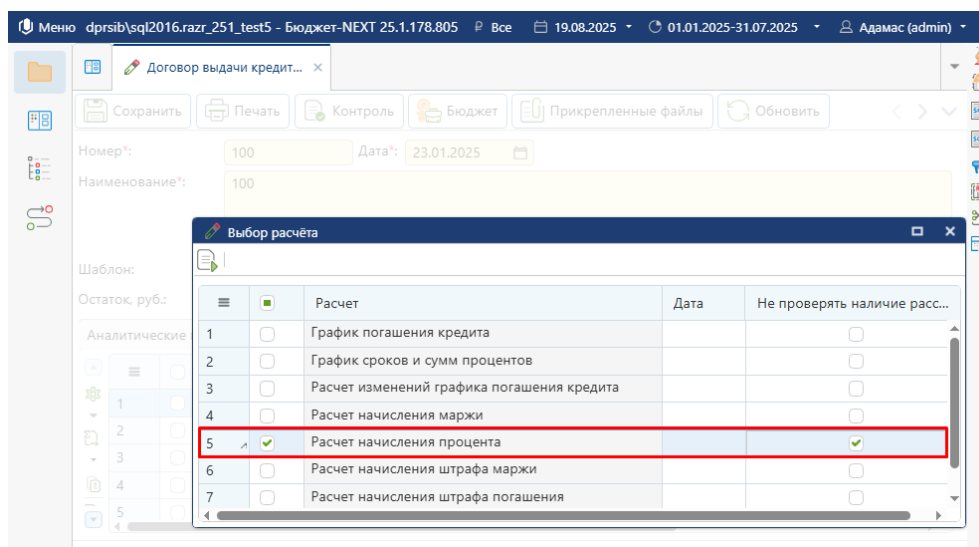 Меню dprsib\sql2016.razr_251_test5 - Бюджет-NEXT 25.1.178.805 ₽ Все 19.08.2025 01.01.2025-31.07.2025 Адамас (admin)
Договор выдачи кредит...
Сохранить Печать Контроль Бюджет Прикрепленные файлы Обновить
Номер*: 100 Дата*: 23.01.2025
Наименование*: 100
Выбор расчёта
Шаблон:
Остаток, руб.:
Расчет Дата Не проверять наличие расс...
Аналитические
1 График погашения кредита
2 График сроков и сумм процентов
3 Расчет изменений графика погашения кредита
4 Расчет начисления маржи
5 Расчет начисления процента
6 Расчет начисления штрафа маржи
7 Расчет начисления штрафа погашения
1
2
3
4
5